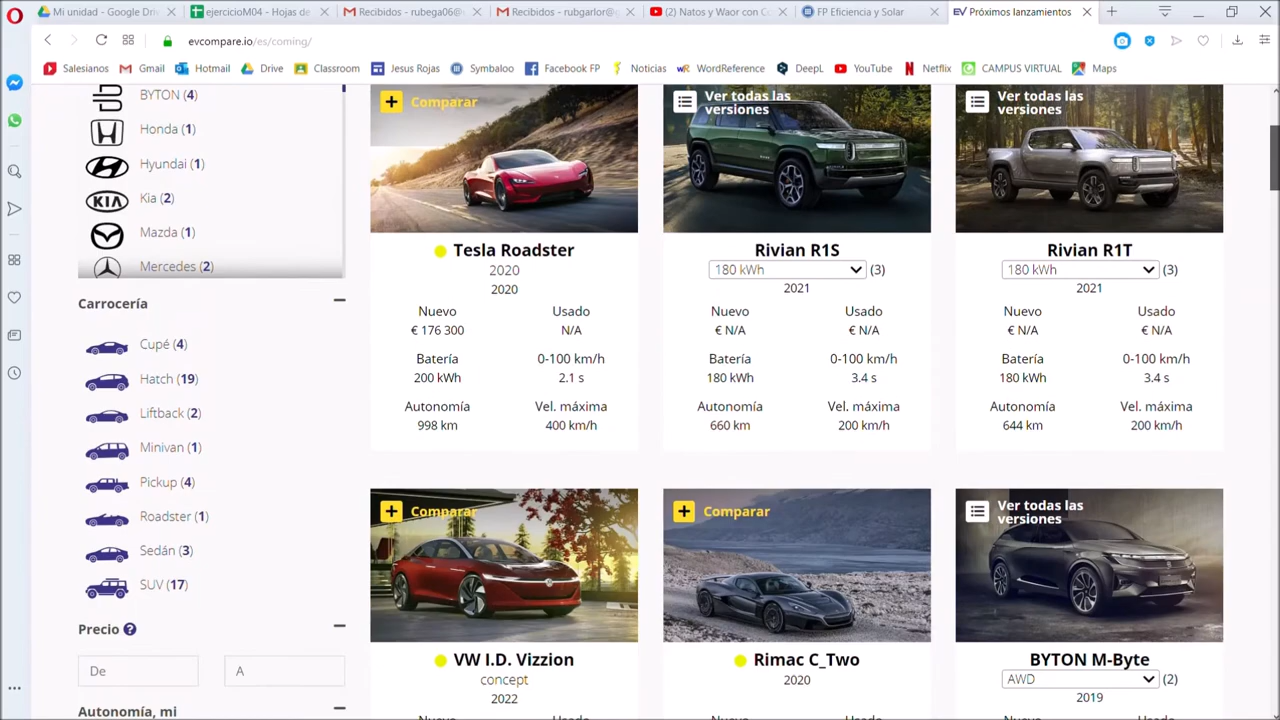 Mi unidad - Google Driv
ejercicioM04 - Hojas de
Recibidos - rubega06@g
Recibidos - rubgarlor@g
(2) Natos y Waor con C
FP Eficiencia y Solar
EV Próximos lanzamientos
evcompare.io/es/coming/
Salesianos
Gmail
Hotmail
Drive
Classroom
Jesus Rojas
Symbaloo
Facebook FP
Noticias
WordReference
DeepL
YouTube
Netflix
CAMPUS VIRTUAL
Maps
BYTON (4)
Honda (1)
Hyundai (1)
KIA
Kia (2)
Mazda (1)
Mercedes (2)
Carrocería
Cupé (4)
Hatch (19)
Liftback (2)
Minivan (1)
Pickup (4)
Roadster (1)
Sedán (3)
SUV (17)
Precio ?
De
A
Autonomía, mi
Comparar
Tesla Roadster
2020
2020
Nuevo Usado
€ 176 300 N/A
Batería 0-100 km/h
200 kWh 2.1 s
Autonomía Vel. máxima
998 km 400 km/h
Ver todas las
versiones
Rivian R1S
180 kWh (3)
2021
Nuevo Usado
€ N/A € N/A
Batería 0-100 km/h
180 kWh 3.4 s
Autonomía Vel. máxima
660 km 200 km/h
Ver todas las
versiones
Rivian R1T
180 kWh (3)
2021
Nuevo Usado
€ N/A € N/A
Batería 0-100 km/h
180 kWh 3.4 s
Autonomía Vel. máxima
644 km 200 km/h
Comparar
VW I.D. Vizzion
concept
2022
Comparar
Rimac C_Two
2020
Ver todas las
versiones
BYTON M-Byte
AWD (2)
2019